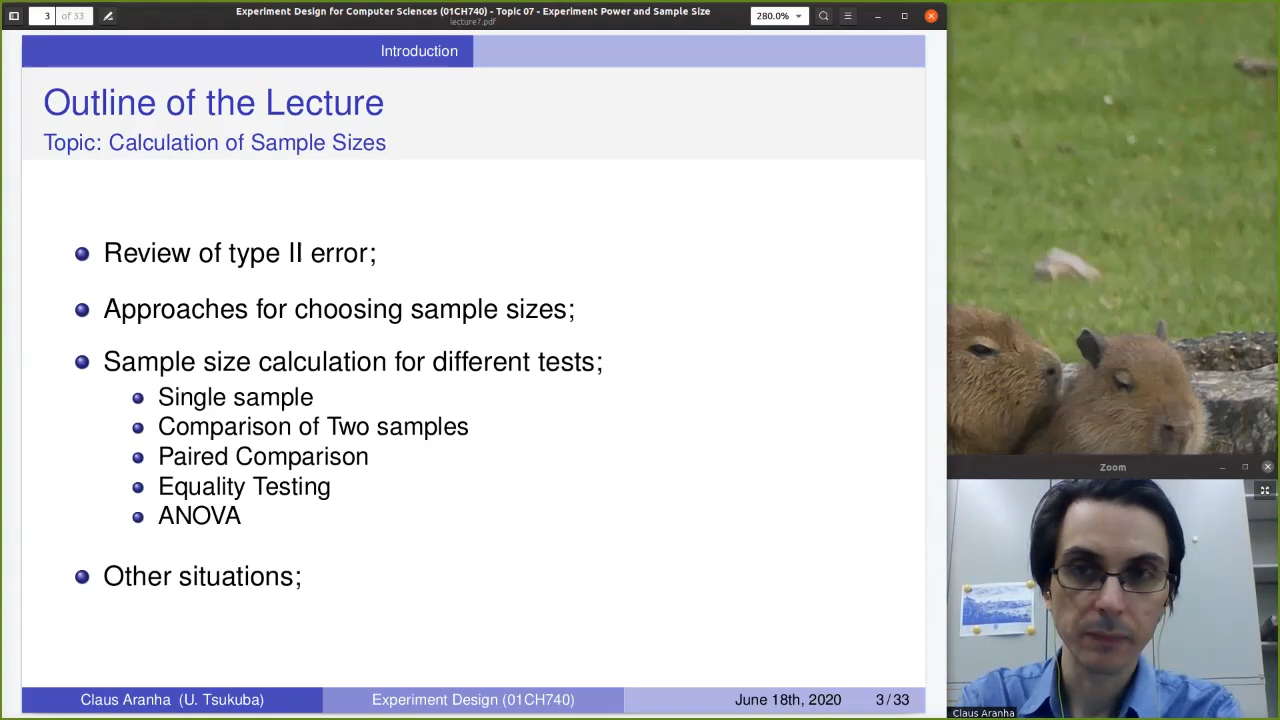 3 of 33
Experiment Design for Computer Sciences (01CH740) - Topic 07 - Experiment Power and Sample Size
lecture7.pdf
280.0%
Introduction
Outline of the Lecture
Topic: Calculation of Sample Sizes
Review of type II error;
Approaches for choosing sample sizes;
Sample size calculation for different tests;
Single sample
Comparison of Two samples
Paired Comparison
Equality Testing
ANOVA
Other situations;
Claus Aranha (U. Tsukuba)
Experiment Design (01CH740)
June 18th, 2020
3 / 33
Zoom
Claus Aranha